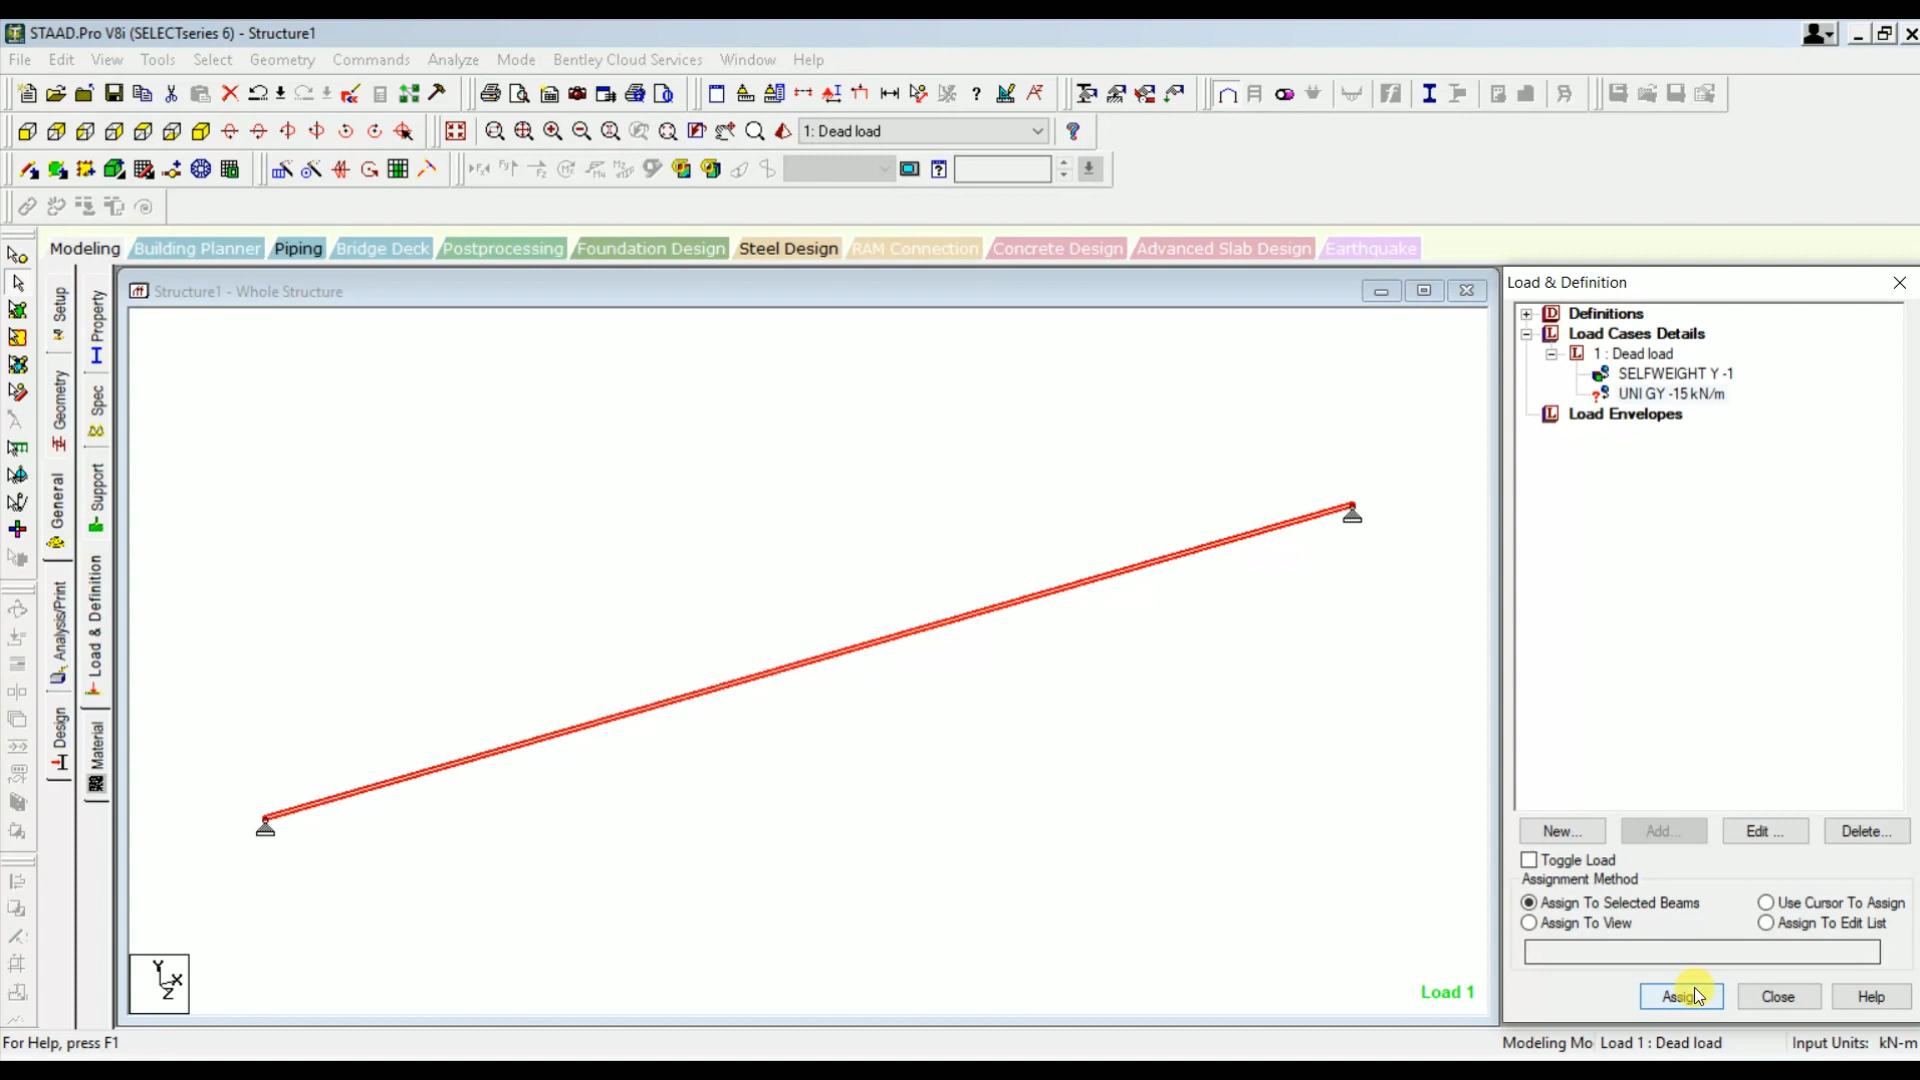 STAAD.Pro V8i (SELECTseries 6) - Structure1
File Edit View Tools Select Geometry Commands Analyze Mode Bentley Cloud Services Window Help
1: Dead load
Modeling Building Planner Piping Bridge Deck Postprocessing Foundation Design Steel Design RAM Connection Concrete Design Advanced Slab Design Earthquake
Setup
Geometry
General
Analysis/Print
Design
Property
Spec
Support
Load & Definition
Material
Structure1 - Whole Structure
Y
X
Z
Load 1
Load & Definition
Definitions
Load Cases Details
1 : Dead load
SELFWEIGHT Y -1
UNI GY -15 kN/m
Load Envelopes
New... Add... Edit ... Delete...
Toggle Load
Assignment Method
Assign To Selected Beams Use Cursor To Assign
Assign To View Assign To Edit List
Assign Close Help
For Help, press F1 Modeling Mo Load 1 : Dead load Input Units: kN-m